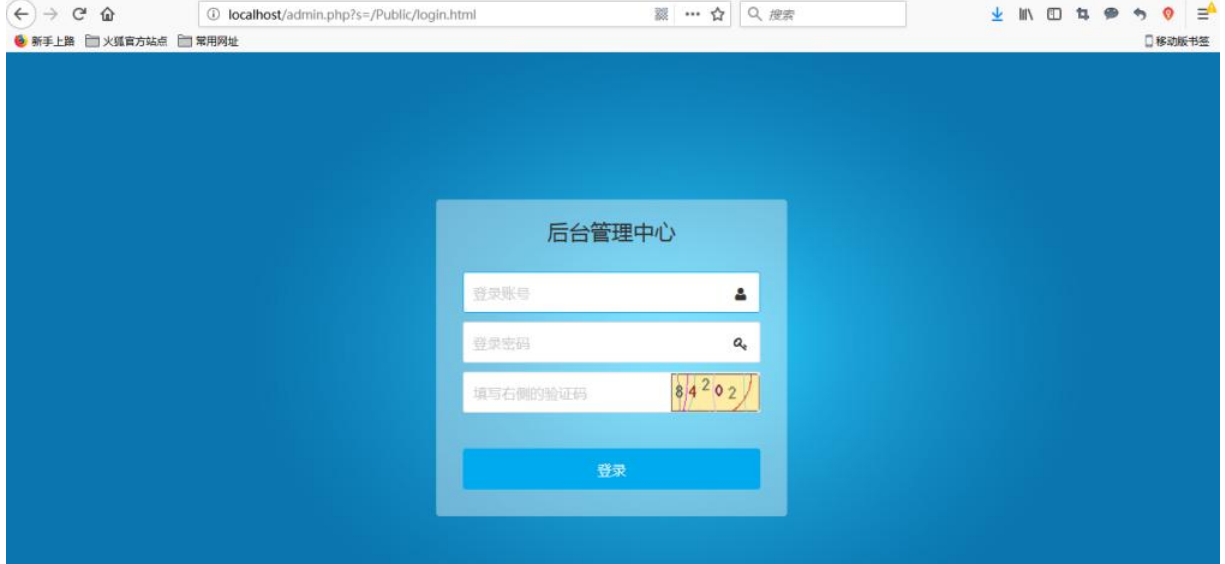 localhost/admin.php?s=/Public/login.html
搜索
新手上路 火狐官方站点 常用网址 移动版书签
后台管理中心
登录账号
登录密码
填写右侧的验证码 84202
登录